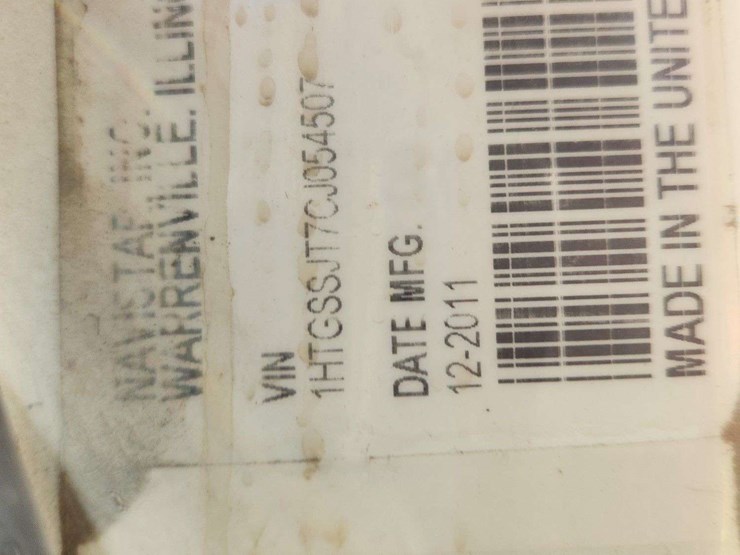 NAVISTAR INC.
WARRENVILLE, ILLIN
VIN
1HTGSSJT7CJ054507
DATE MFG.
12-2011
MADE IN THE UNITE